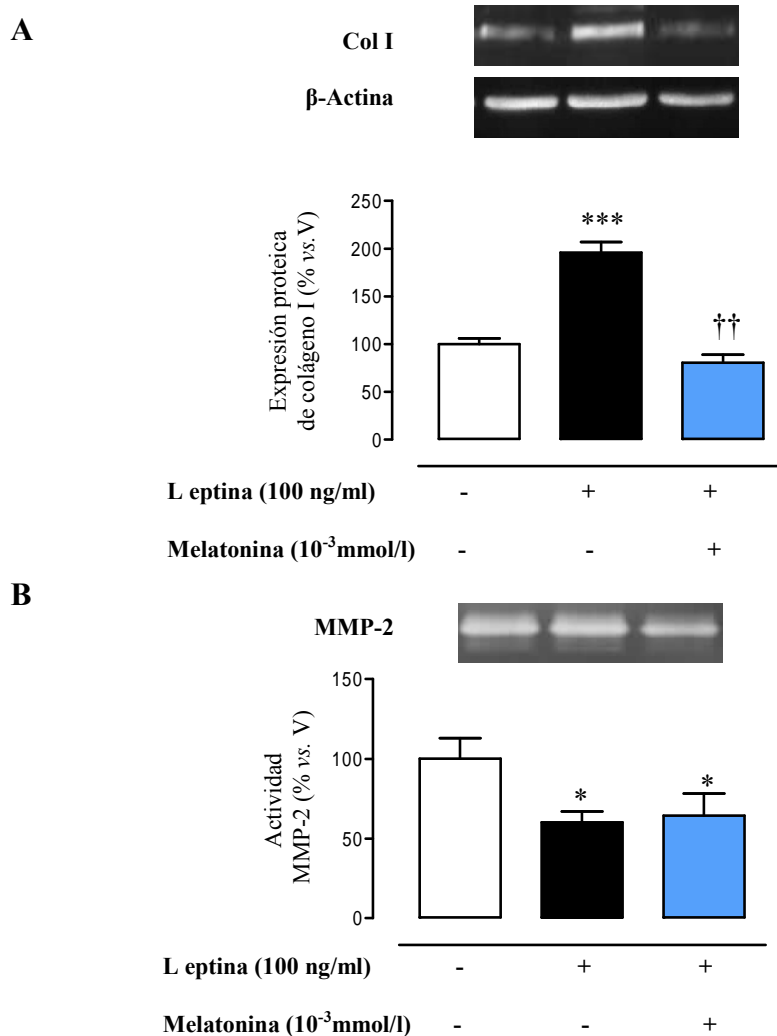 A
Col I
β-Actina
Expresión proteica
de colágeno I (% vs.V)
250
200
150
100
50
0
***
††
L eptina (100 ng/ml) - + +
Melatonina (10⁻³mmol/l) - - +
B
MMP-2
Actividad
MMP-2 (% vs. V)
150
100
50
0
*
*
L eptina (100 ng/ml) - + +
Melatonina (10⁻³mmol/l) - - +